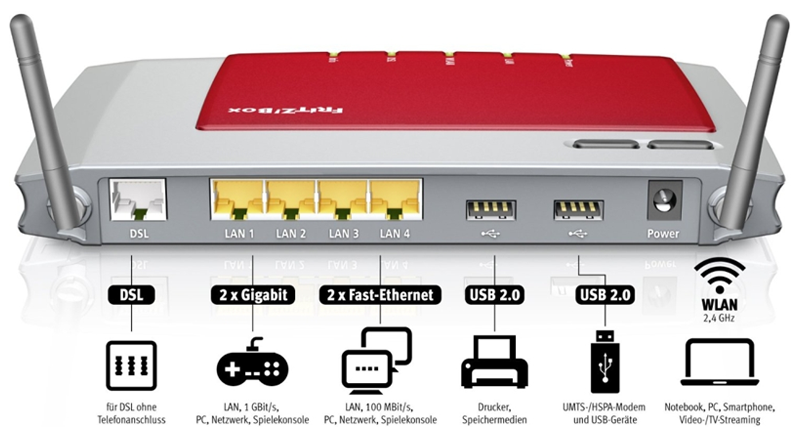 FRITZ!Box
DSL
LAN 1
LAN 2
LAN 3
LAN 4
Power
DSL
2 x Gigabit
2 x Fast-Ethernet
USB 2.0
USB 2.0
WLAN
2,4 GHz
für DSL ohne
Telefonanschluss
LAN, 1 GBit/s,
PC, Netzwerk, Spielekonsole
LAN, 100 MBit/s,
PC, Netzwerk, Spielekonsole
Drucker,
Speichermedien
UMTS-/HSPA-Modem
und USB-Geräte
Notebook, PC, Smartphone,
Video-/TV-Streaming